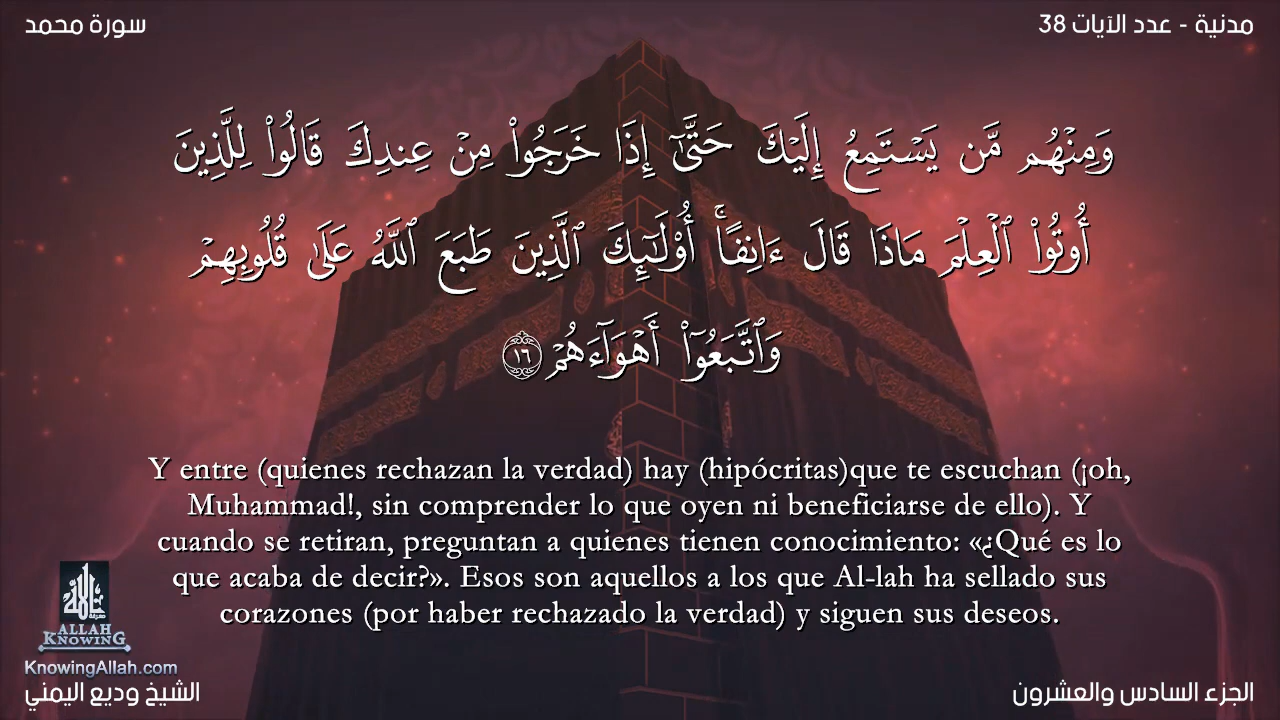 سورة محمد
مدنية - عدد الآيات 38
وَمِنْهُم مَّن يَسْتَمِعُ إِلَيْكَ حَتَّىٰٓ إِذَا خَرَجُوا۟ مِنْ عِندِكَ قَالُوا۟ لِلَّذِينَ
أُوتُوا۟ ٱلْعِلْمَ مَاذَا قَالَ ءَانِفًا ۚ أُو۟لَـٰٓئِكَ ٱلَّذِينَ طَبَعَ ٱللَّهُ عَلَىٰ قُلُوبِهِمْ
وَٱتَّبَعُوٓا۟ أَهْوَآءَهُمْ ١٦
Y entre (quienes rechazan la verdad) hay (hipócritas)que te escuchan (¡oh,
Muhammad!, sin comprender lo que oyen ni beneficiarse de ello). Y
cuando se retiran, preguntan a quienes tienen conocimiento: «¿Qué es lo
que acaba de decir?». Esos son aquellos a los que Al-lah ha sellado sus
corazones (por haber rechazado la verdad) y siguen sus deseos.
ALLAH
KNOWING
KnowingAllah.com
الشيخ وديع اليمني
الجزء السادس والعشرون